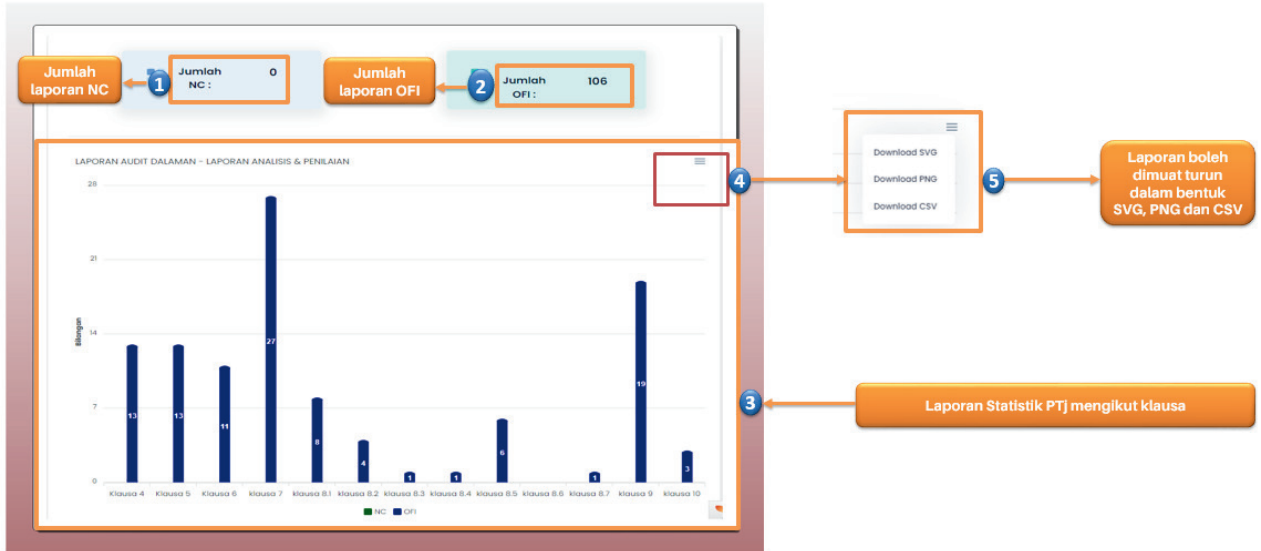 Jumlah
laporan NC
1
Jumlah 0
NC :
Jumlah
laporan OFI
2
Jumlah 106
OFI :
LAPORAN AUDIT DALAMAN - LAPORAN ANALISIS & PENILAIAN
4
Download SVG
Download PNG
Download CSV
5
Laporan boleh
dimuat turun
dalam bentuk
SVG, PNG dan CSV
28
21
14
7
0
Bilangan
13
13
11
27
8
4
1
1
6
1
19
3
Klausa 4 Klausa 5 Klausa 6 klausa 7 klausa 8.1 klausa 8.2 klausa 8.3 klausa 8.4 klausa 8.5 klausa 8.6 klausa 8.7 klausa 9 klausa 10
NC OFI
3
Laporan Statistik PTj mengikut klausa